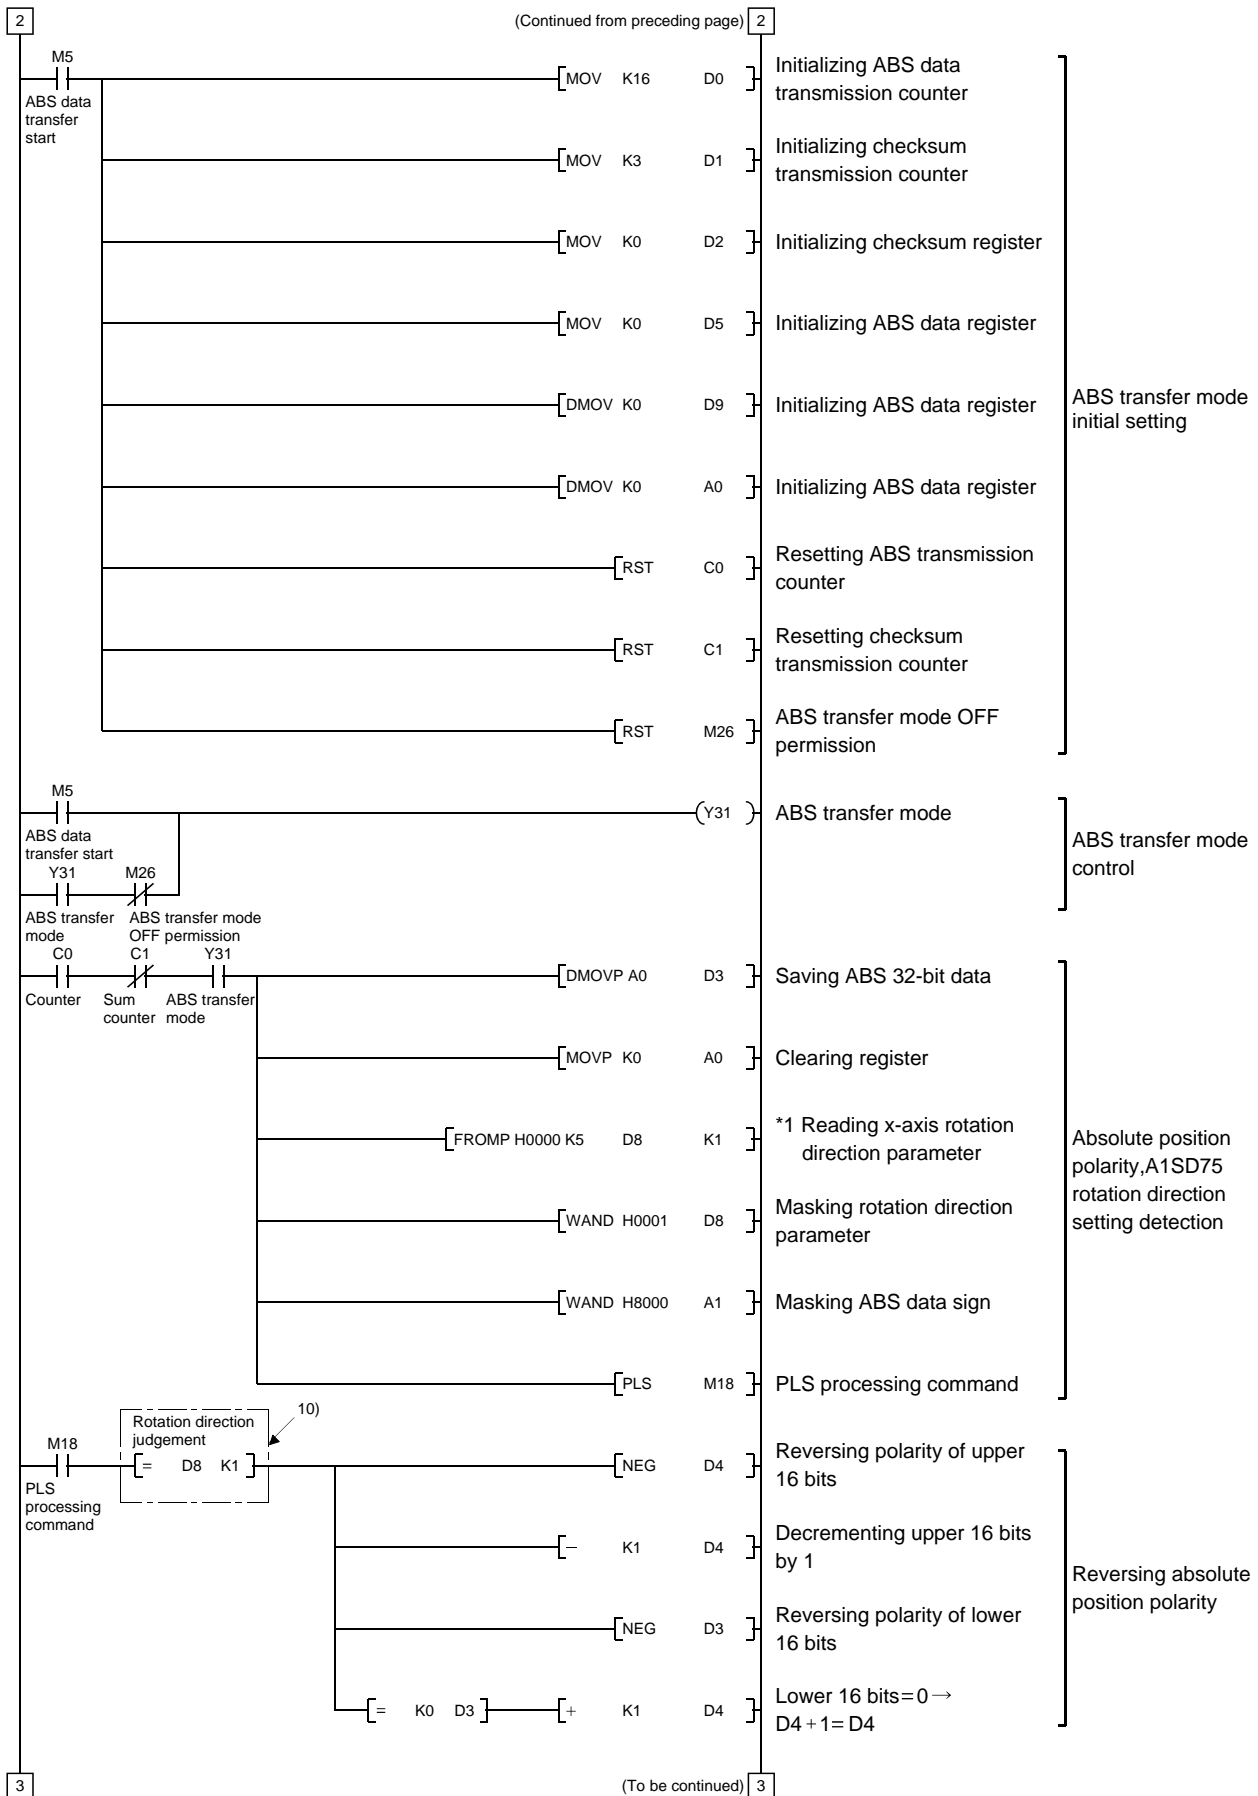 2
(Continued from preceding page) 2
M5
ABS data
transfer
start
[MOV K16 D0]
Initializing ABS data
transmission counter
[MOV K3 D1]
Initializing checksum
transmission counter
[MOV K0 D2]
Initializing checksum register
[MOV K0 D5]
Initializing ABS data register
[DMOV K0 D9]
Initializing ABS data register
[DMOV K0 A0]
Initializing ABS data register
[RST C0]
Resetting ABS transmission
counter
[RST C1]
Resetting checksum
transmission counter
[RST M26]
ABS transfer mode OFF
permission
ABS transfer mode
initial setting
M5
ABS data
transfer start
(Y31)
ABS transfer mode
Y31 M26
ABS transfer
mode
ABS transfer mode
OFF permission
ABS transfer mode
control
C0 C1 Y31
Counter
Sum
counter
ABS transfer
mode
[DMOVP A0 D3]
Saving ABS 32-bit data
[MOVP K0 A0]
Clearing register
[FROMP H0000 K5 D8 K1]
*1 Reading x-axis rotation
direction parameter
[WAND H0001 D8]
Masking rotation direction
parameter
[WAND H8000 A1]
Masking ABS data sign
[PLS M18]
PLS processing command
Absolute position
polarity,A1SD75
rotation direction
setting detection
M18
PLS
processing
command
Rotation direction
judgement
[= D8 K1]
10)
[NEG D4]
Reversing polarity of upper
16 bits
[− K1 D4]
Decrementing upper 16 bits
by 1
[NEG D3]
Reversing polarity of lower
16 bits
[= K0 D3] [+ K1 D4]
Lower 16 bits=0→
D4+1=D4
Reversing absolute
position polarity
3
(To be continued) 3